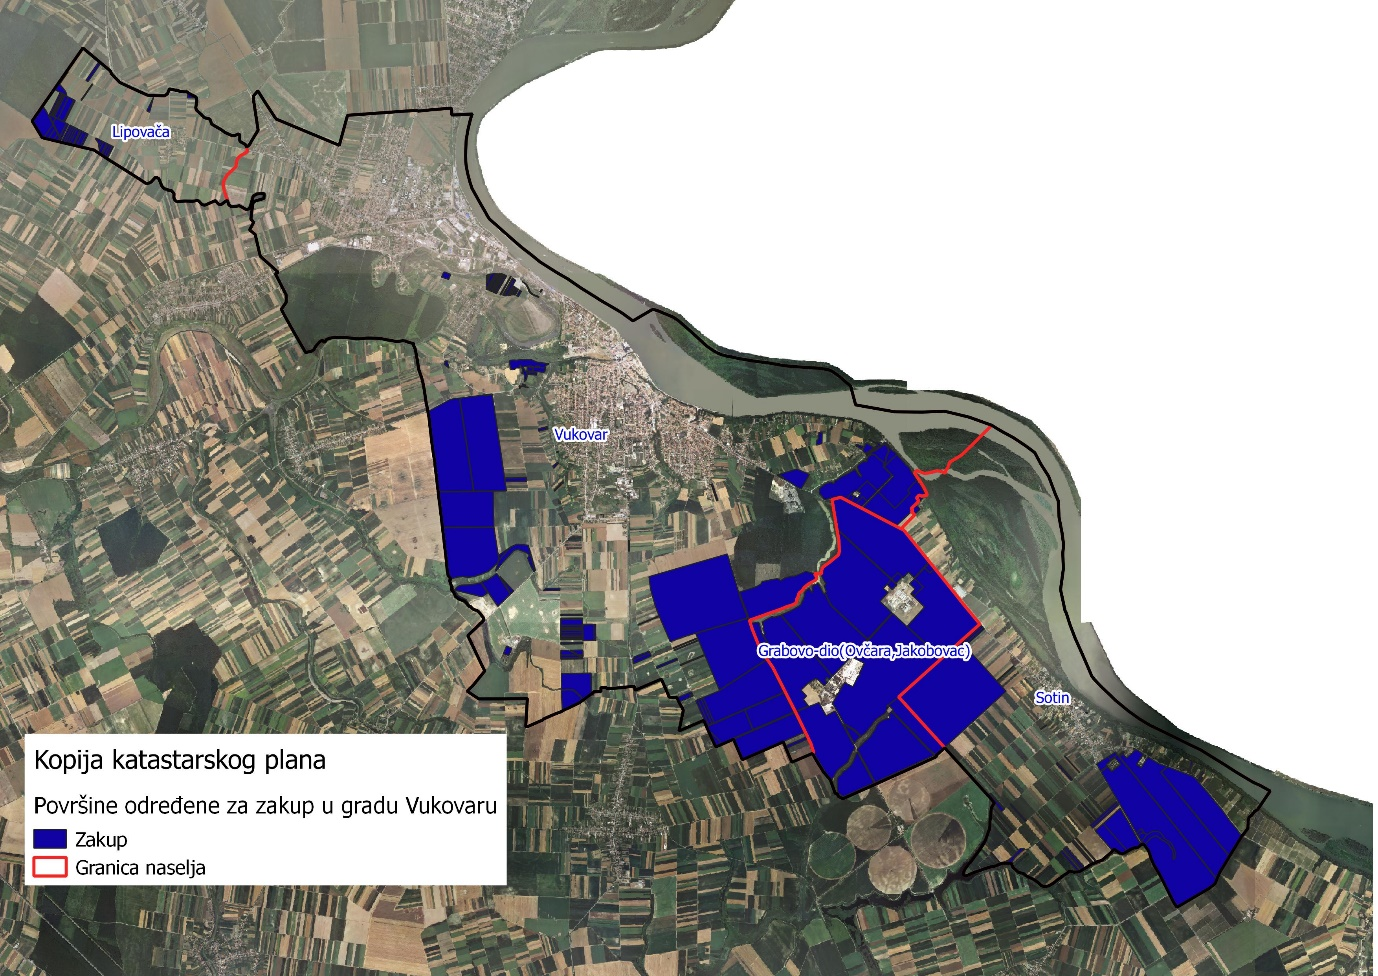 Lipovača
Vukovar
Grabovo-dio(Ovčara,Jakobovac)
Sotin
Kopija katastarskog plana
Površine određene za zakup u gradu Vukovaru
Zakup
Granica naselja